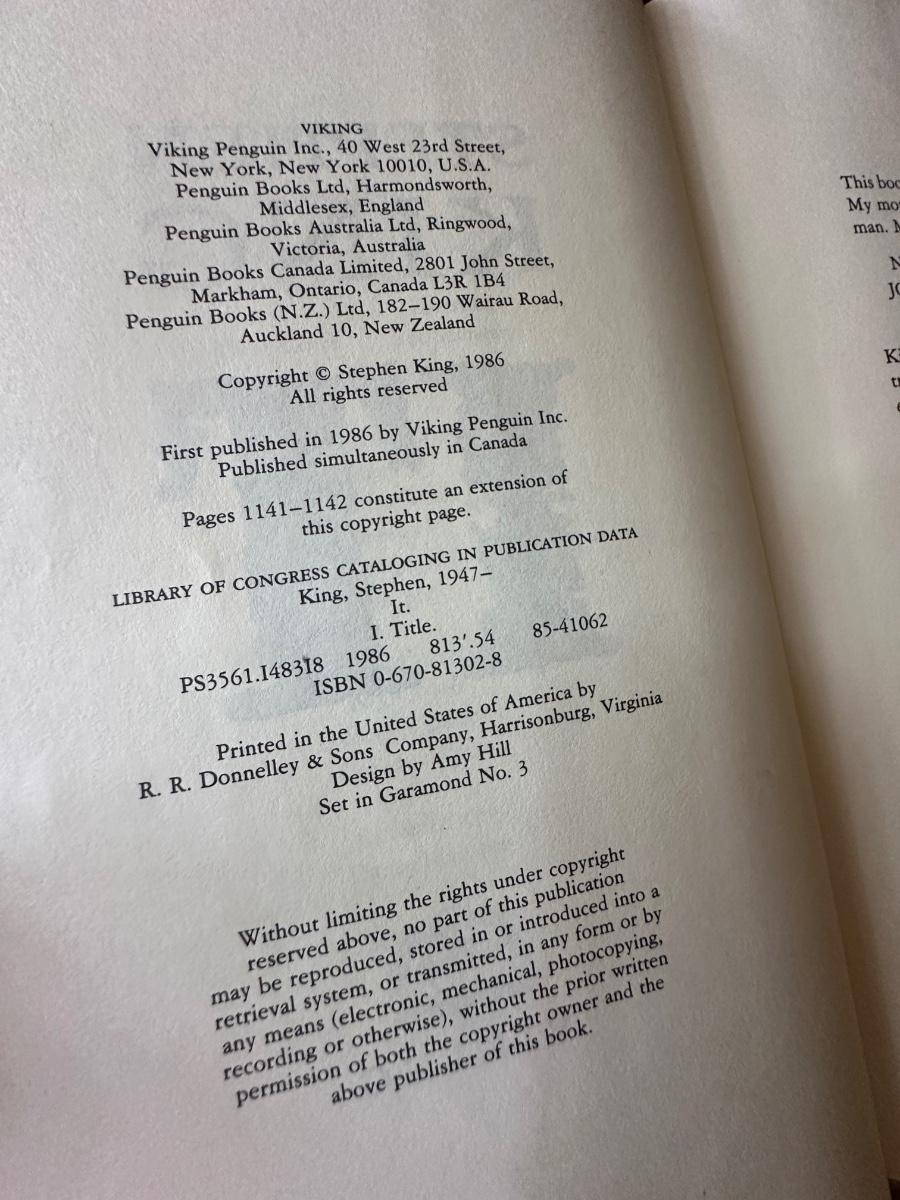 VIKING
Viking Penguin Inc., 40 West 23rd Street,
New York, New York 10010, U.S.A.
Penguin Books Ltd, Harmondsworth,
Middlesex, England
Penguin Books Australia Ltd, Ringwood,
Victoria, Australia
Penguin Books Canada Limited, 2801 John Street,
Markham, Ontario, Canada L3R 1B4
Penguin Books (N.Z.) Ltd, 182–190 Wairau Road,
Auckland 10, New Zealand
Copyright © Stephen King, 1986
All rights reserved
First published in 1986 by Viking Penguin Inc.
Published simultaneously in Canada
Pages 1141–1142 constitute an extension of
this copyright page.
LIBRARY OF CONGRESS CATALOGING IN PUBLICATION DATA
King, Stephen, 1947–
It.
I. Title.
PS3561.I483I8 1986 813'.54 85-41062
ISBN 0-670-81302-8
Printed in the United States of America by
R. R. Donnelley & Sons Company, Harrisonburg, Virginia
Design by Amy Hill
Set in Garamond No. 3
Without limiting the rights under copyright
reserved above, no part of this publication
may be reproduced, stored in or introduced into a
retrieval system, or transmitted, in any form or by
any means (electronic, mechanical, photocopying,
recording or otherwise), without the prior written
permission of both the copyright owner and the
above publisher of this book.
This
My
man.